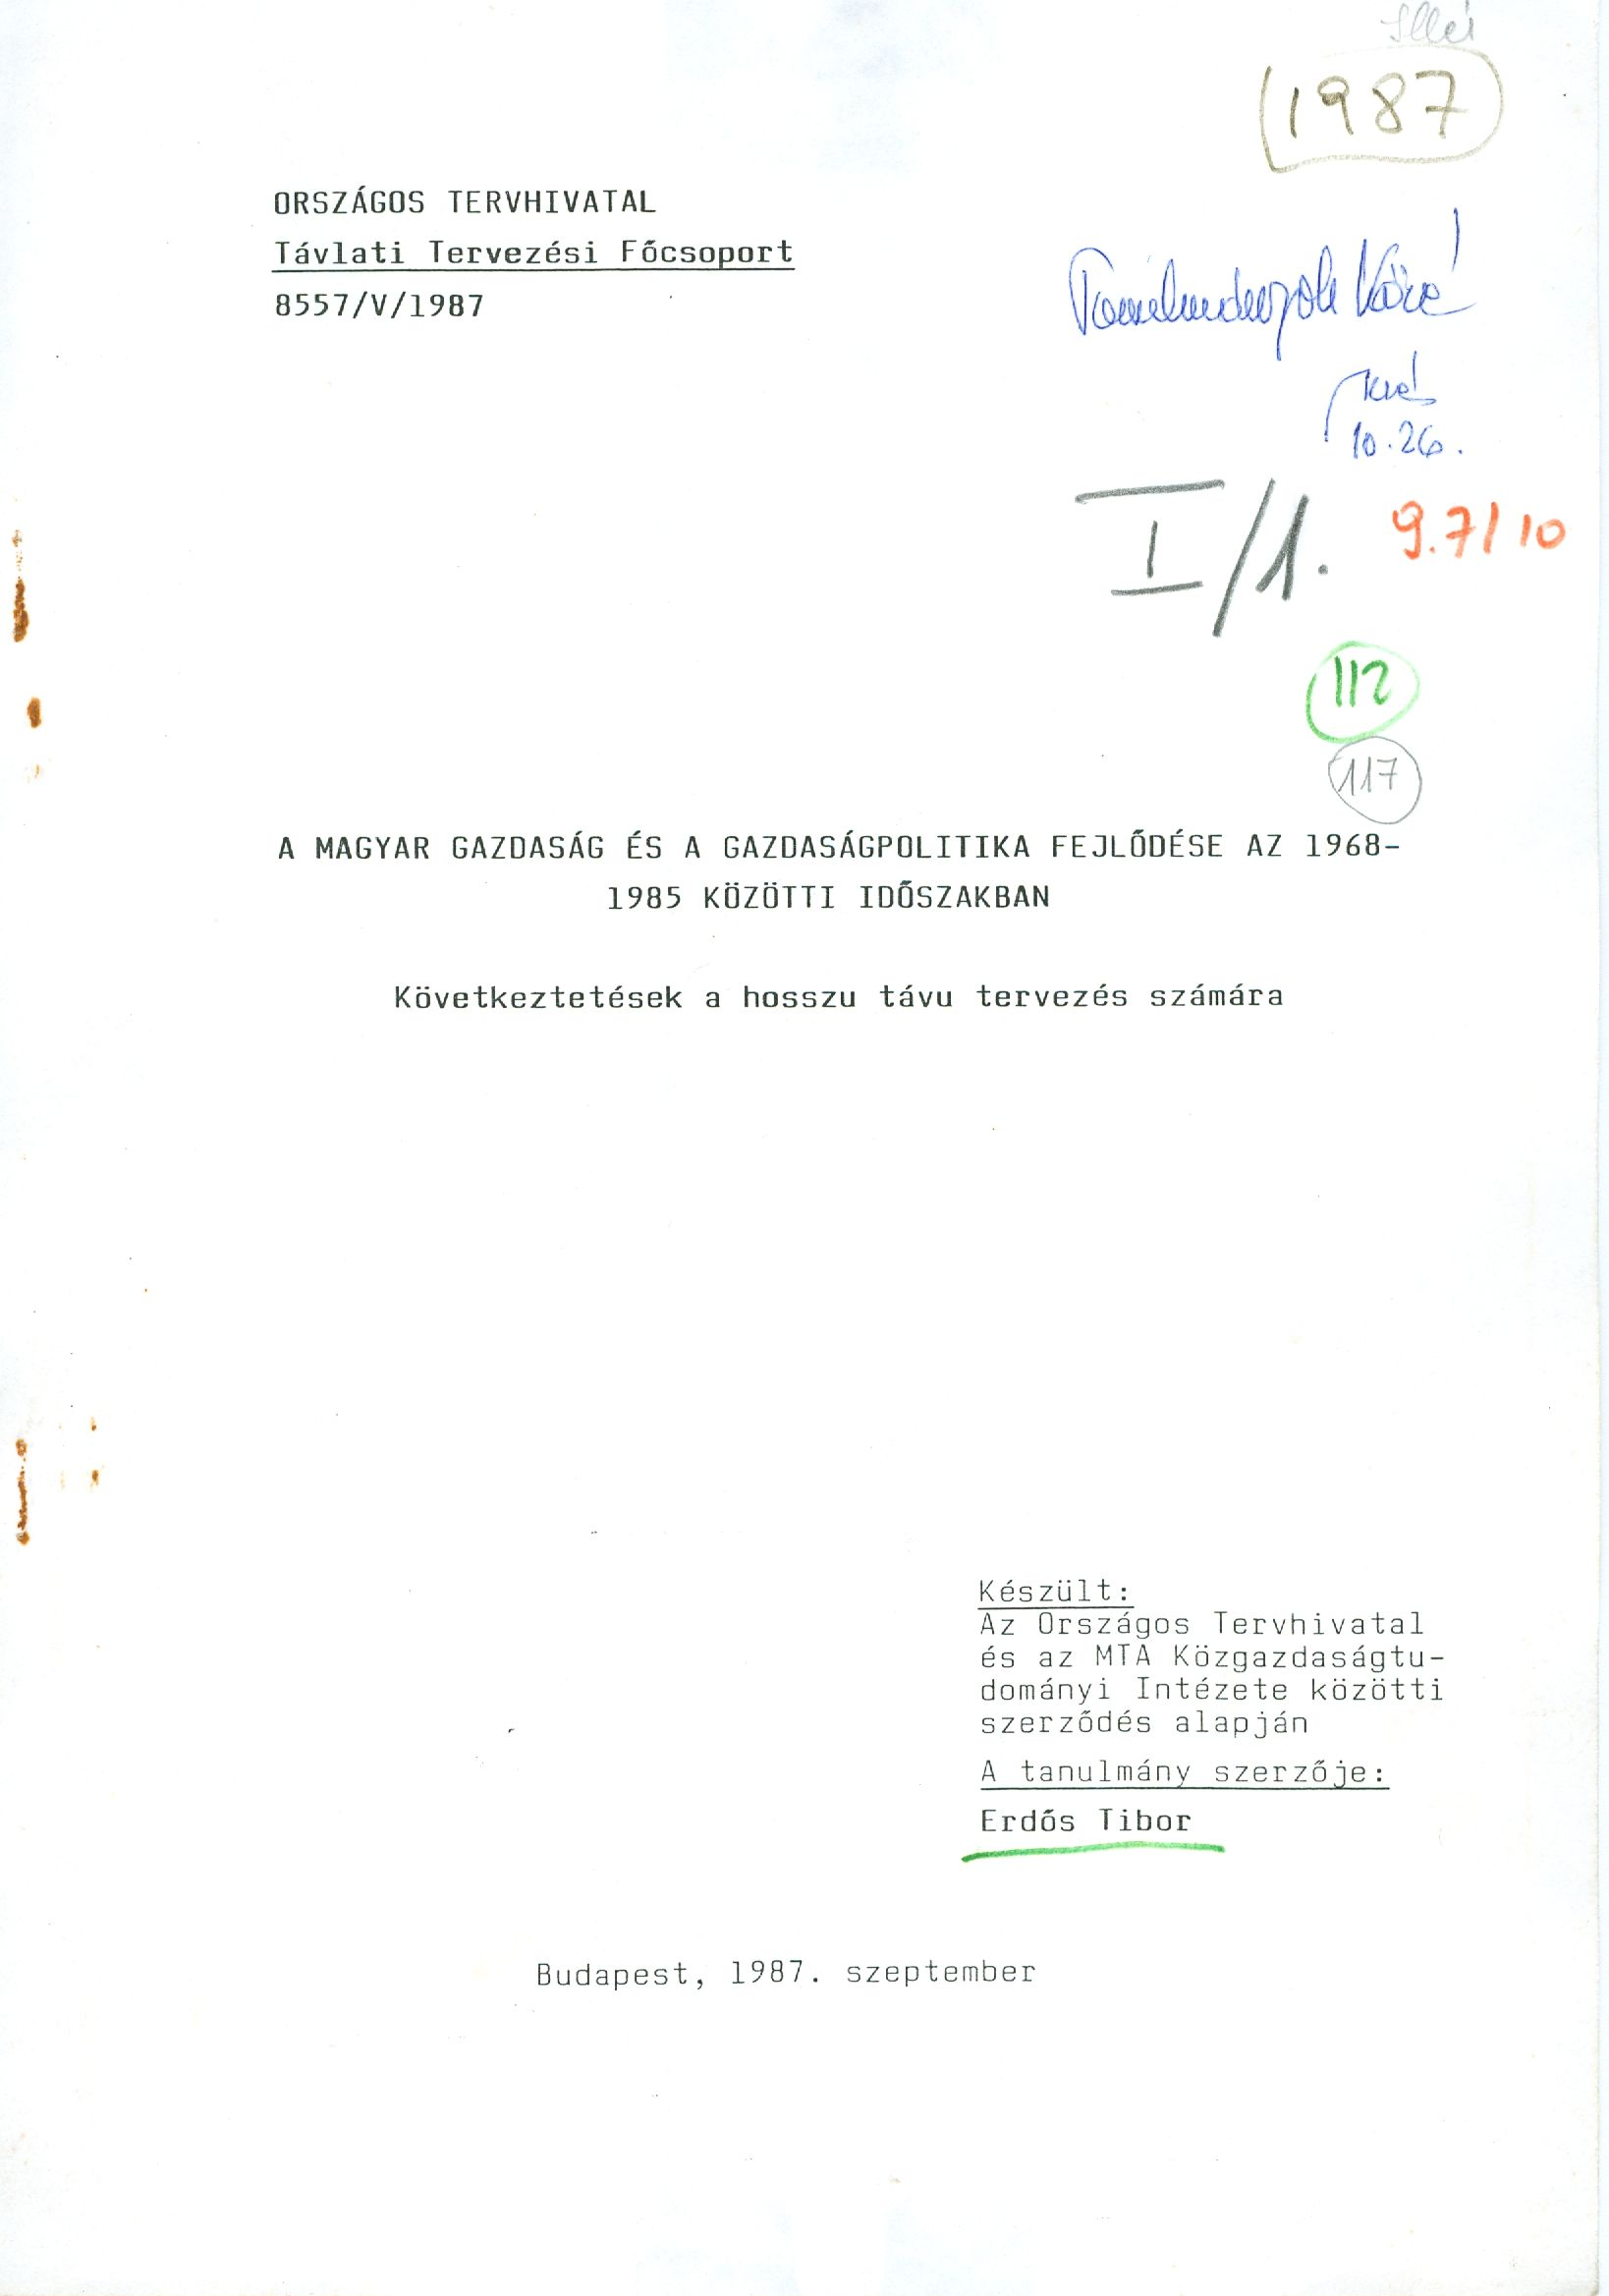 (1987)
ORSZÁGOS TERVHIVATAL
Távlati Tervezési Főcsoport
8557/V/1987
10.26.
I/1.
9.7/10
112
117
A MAGYAR GAZDASÁG ÉS A GAZDASÁGPOLITIKA FEJLŐDÉSE AZ 1968-
1985 KÖZÖTTI IDŐSZAKBAN
Következtetések a hosszu távu tervezés számára
Készült:
Az Országos Tervhivatal
és az MTA Közgazdaságtu-
dományi Intézete közötti
szerződés alapján
A tanulmány szerzője:
Erdős Tibor
Budapest, 1987. szeptember